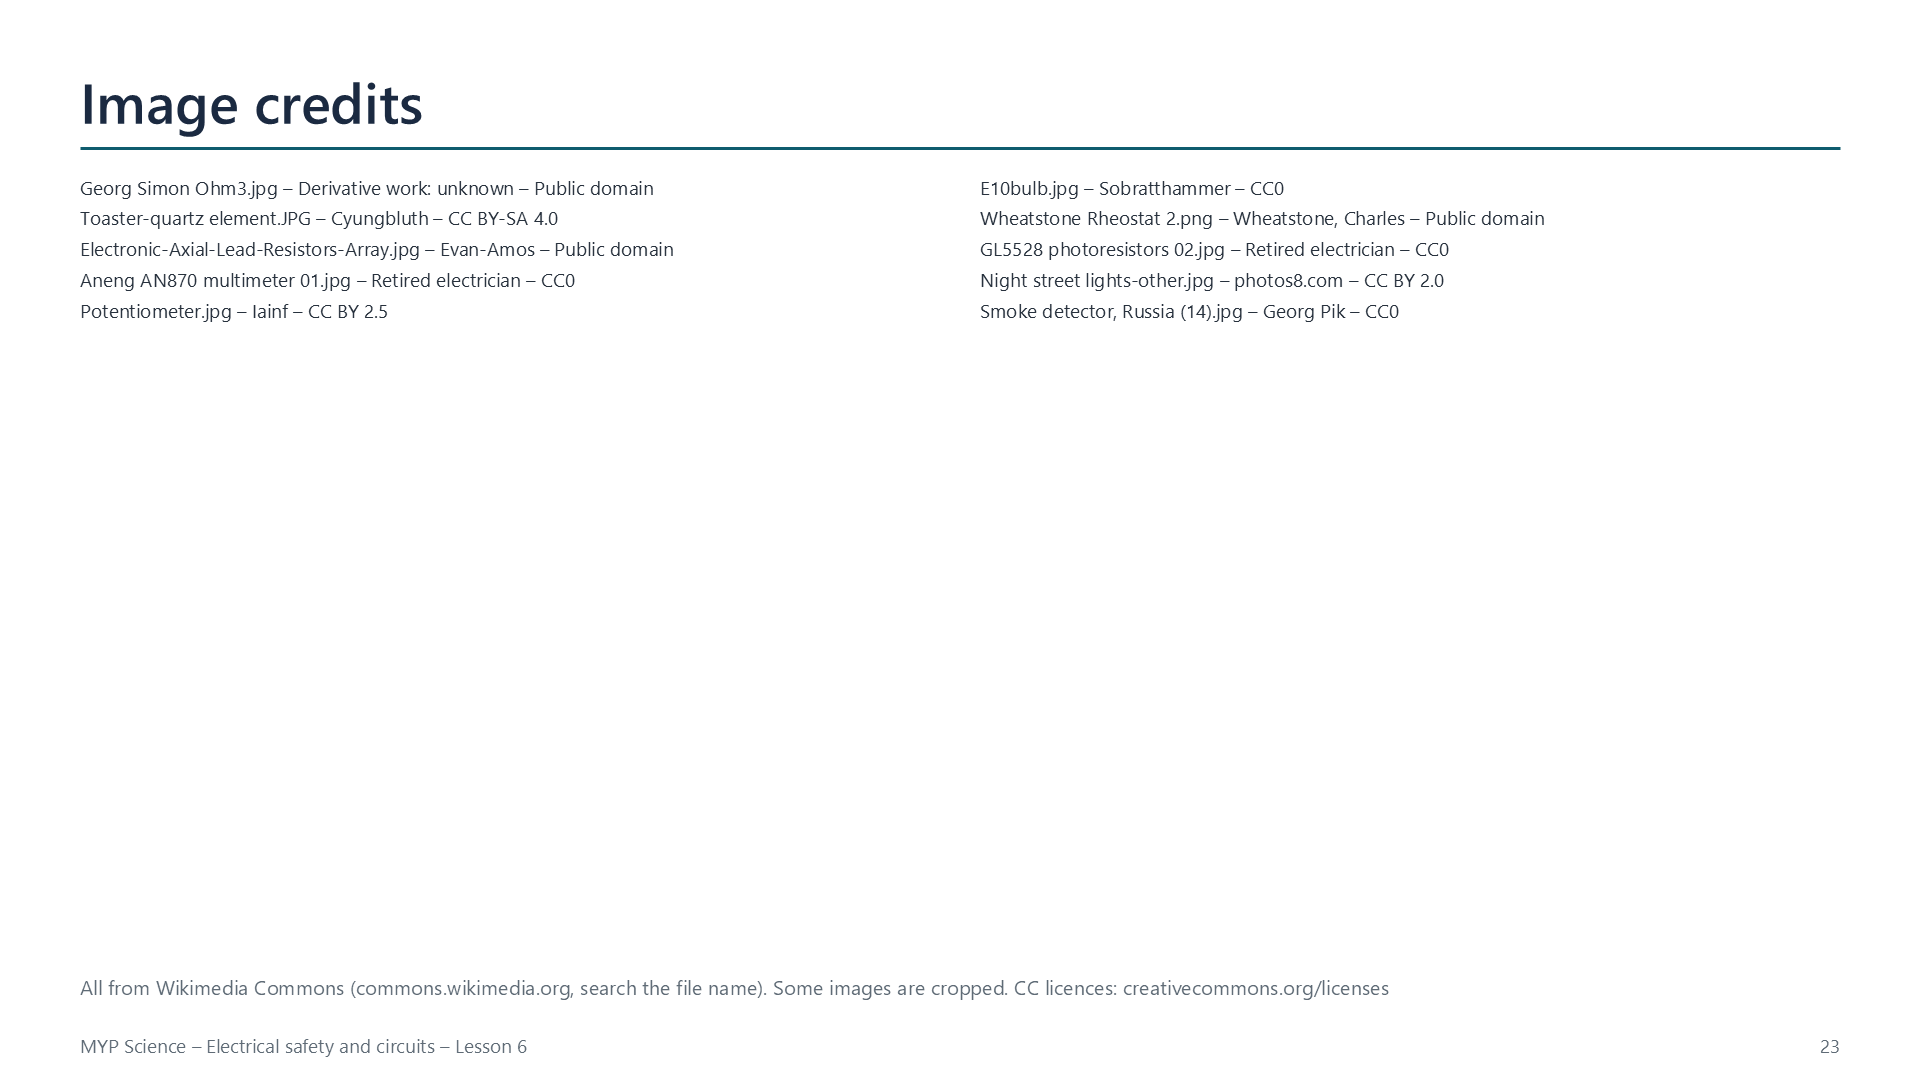 Image credits
Georg Simon Ohm3.jpg – Derivative work: unknown – Public domain
Toaster-quartz element.JPG – Cyungbluth – CC BY-SA 4.0
Electronic-Axial-Lead-Resistors-Array.jpg – Evan-Amos – Public domain
Aneng AN870 multimeter 01.jpg – Retired electrician – CC0
Potentiometer.jpg – Iainf – CC BY 2.5
E10bulb.jpg – Sobratthammer – CC0
Wheatstone Rheostat 2.png – Wheatstone, Charles – Public domain
GL5528 photoresistors 02.jpg – Retired electrician – CC0
Night street lights-other.jpg – photos8.com – CC BY 2.0
Smoke detector, Russia (14).jpg – Georg Pik – CC0
All from Wikimedia Commons (commons.wikimedia.org, search the file name). Some images are cropped. CC licences: creativecommons.org/licenses
MYP Science – Electrical safety and circuits – Lesson 6
23